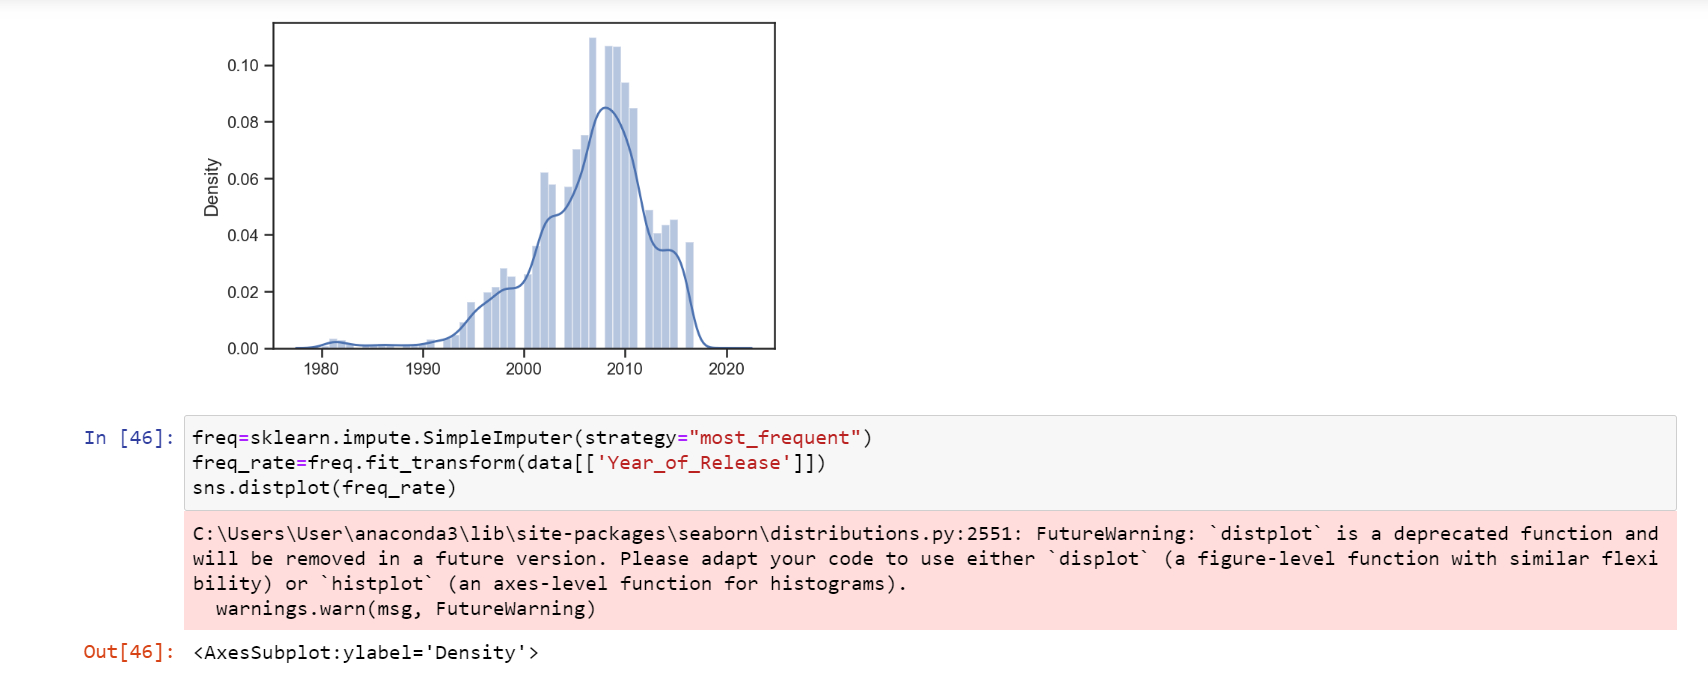 0.10
0.08
0.06
0.04
0.02
0.00
Density
1980 1990 2000 2010 2020
In [46]: freq=sklearn.impute.SimpleImputer(strategy="most_frequent")
freq_rate=freq.fit_transform(data[['Year_of_Release']])
sns.distplot(freq_rate)
C:\Users\User\anaconda3\lib\site-packages\seaborn\distributions.py:2551: FutureWarning: `distplot` is a deprecated function and
will be removed in a future version. Please adapt your code to use either `displot` (a figure-level function with similar flexi
bility) or `histplot` (an axes-level function for histograms).
  warnings.warn(msg, FutureWarning)
Out[46]: <AxesSubplot:ylabel='Density'>